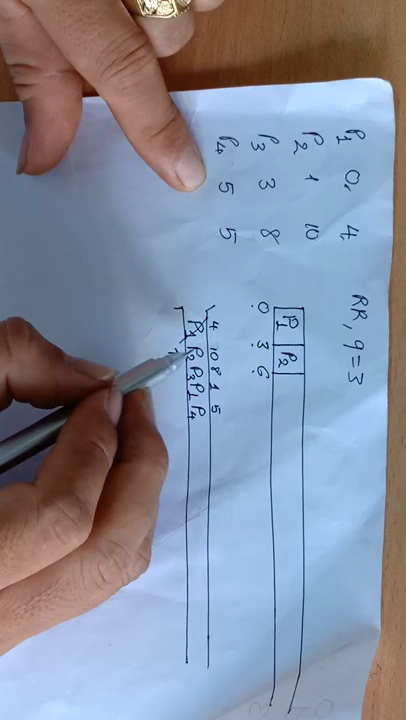 P1 0, 4
P2 1 10
P3 3 8
P4 5 5
RR, q=3
P1 P2
0 3 6
4 10 8 1 5
P1 P2 P3 P1 P4